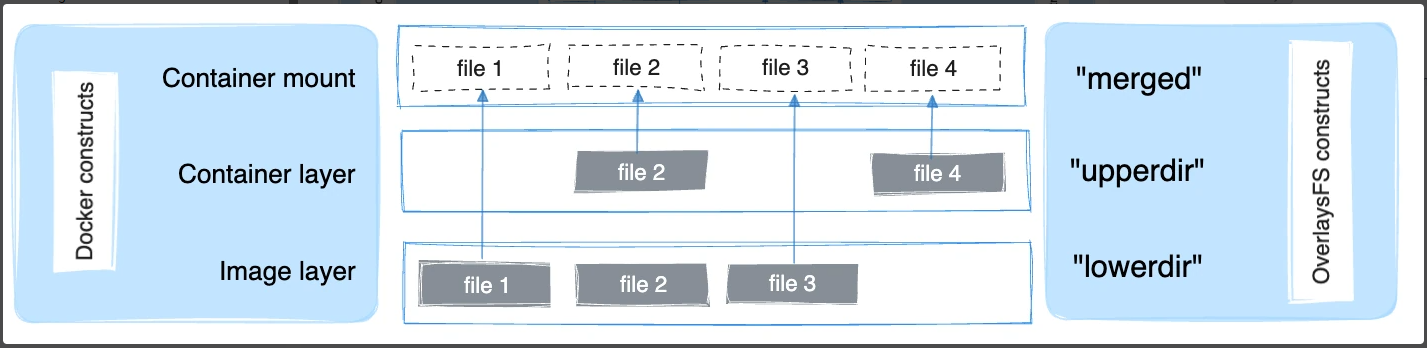 Docker constructs
Container mount
file 1
file 2
file 3
file 4
"merged"
Container layer
file 2
file 4
"upperdir"
Image layer
file 1
file 2
file 3
"lowerdir"
OverlaysFS constructs